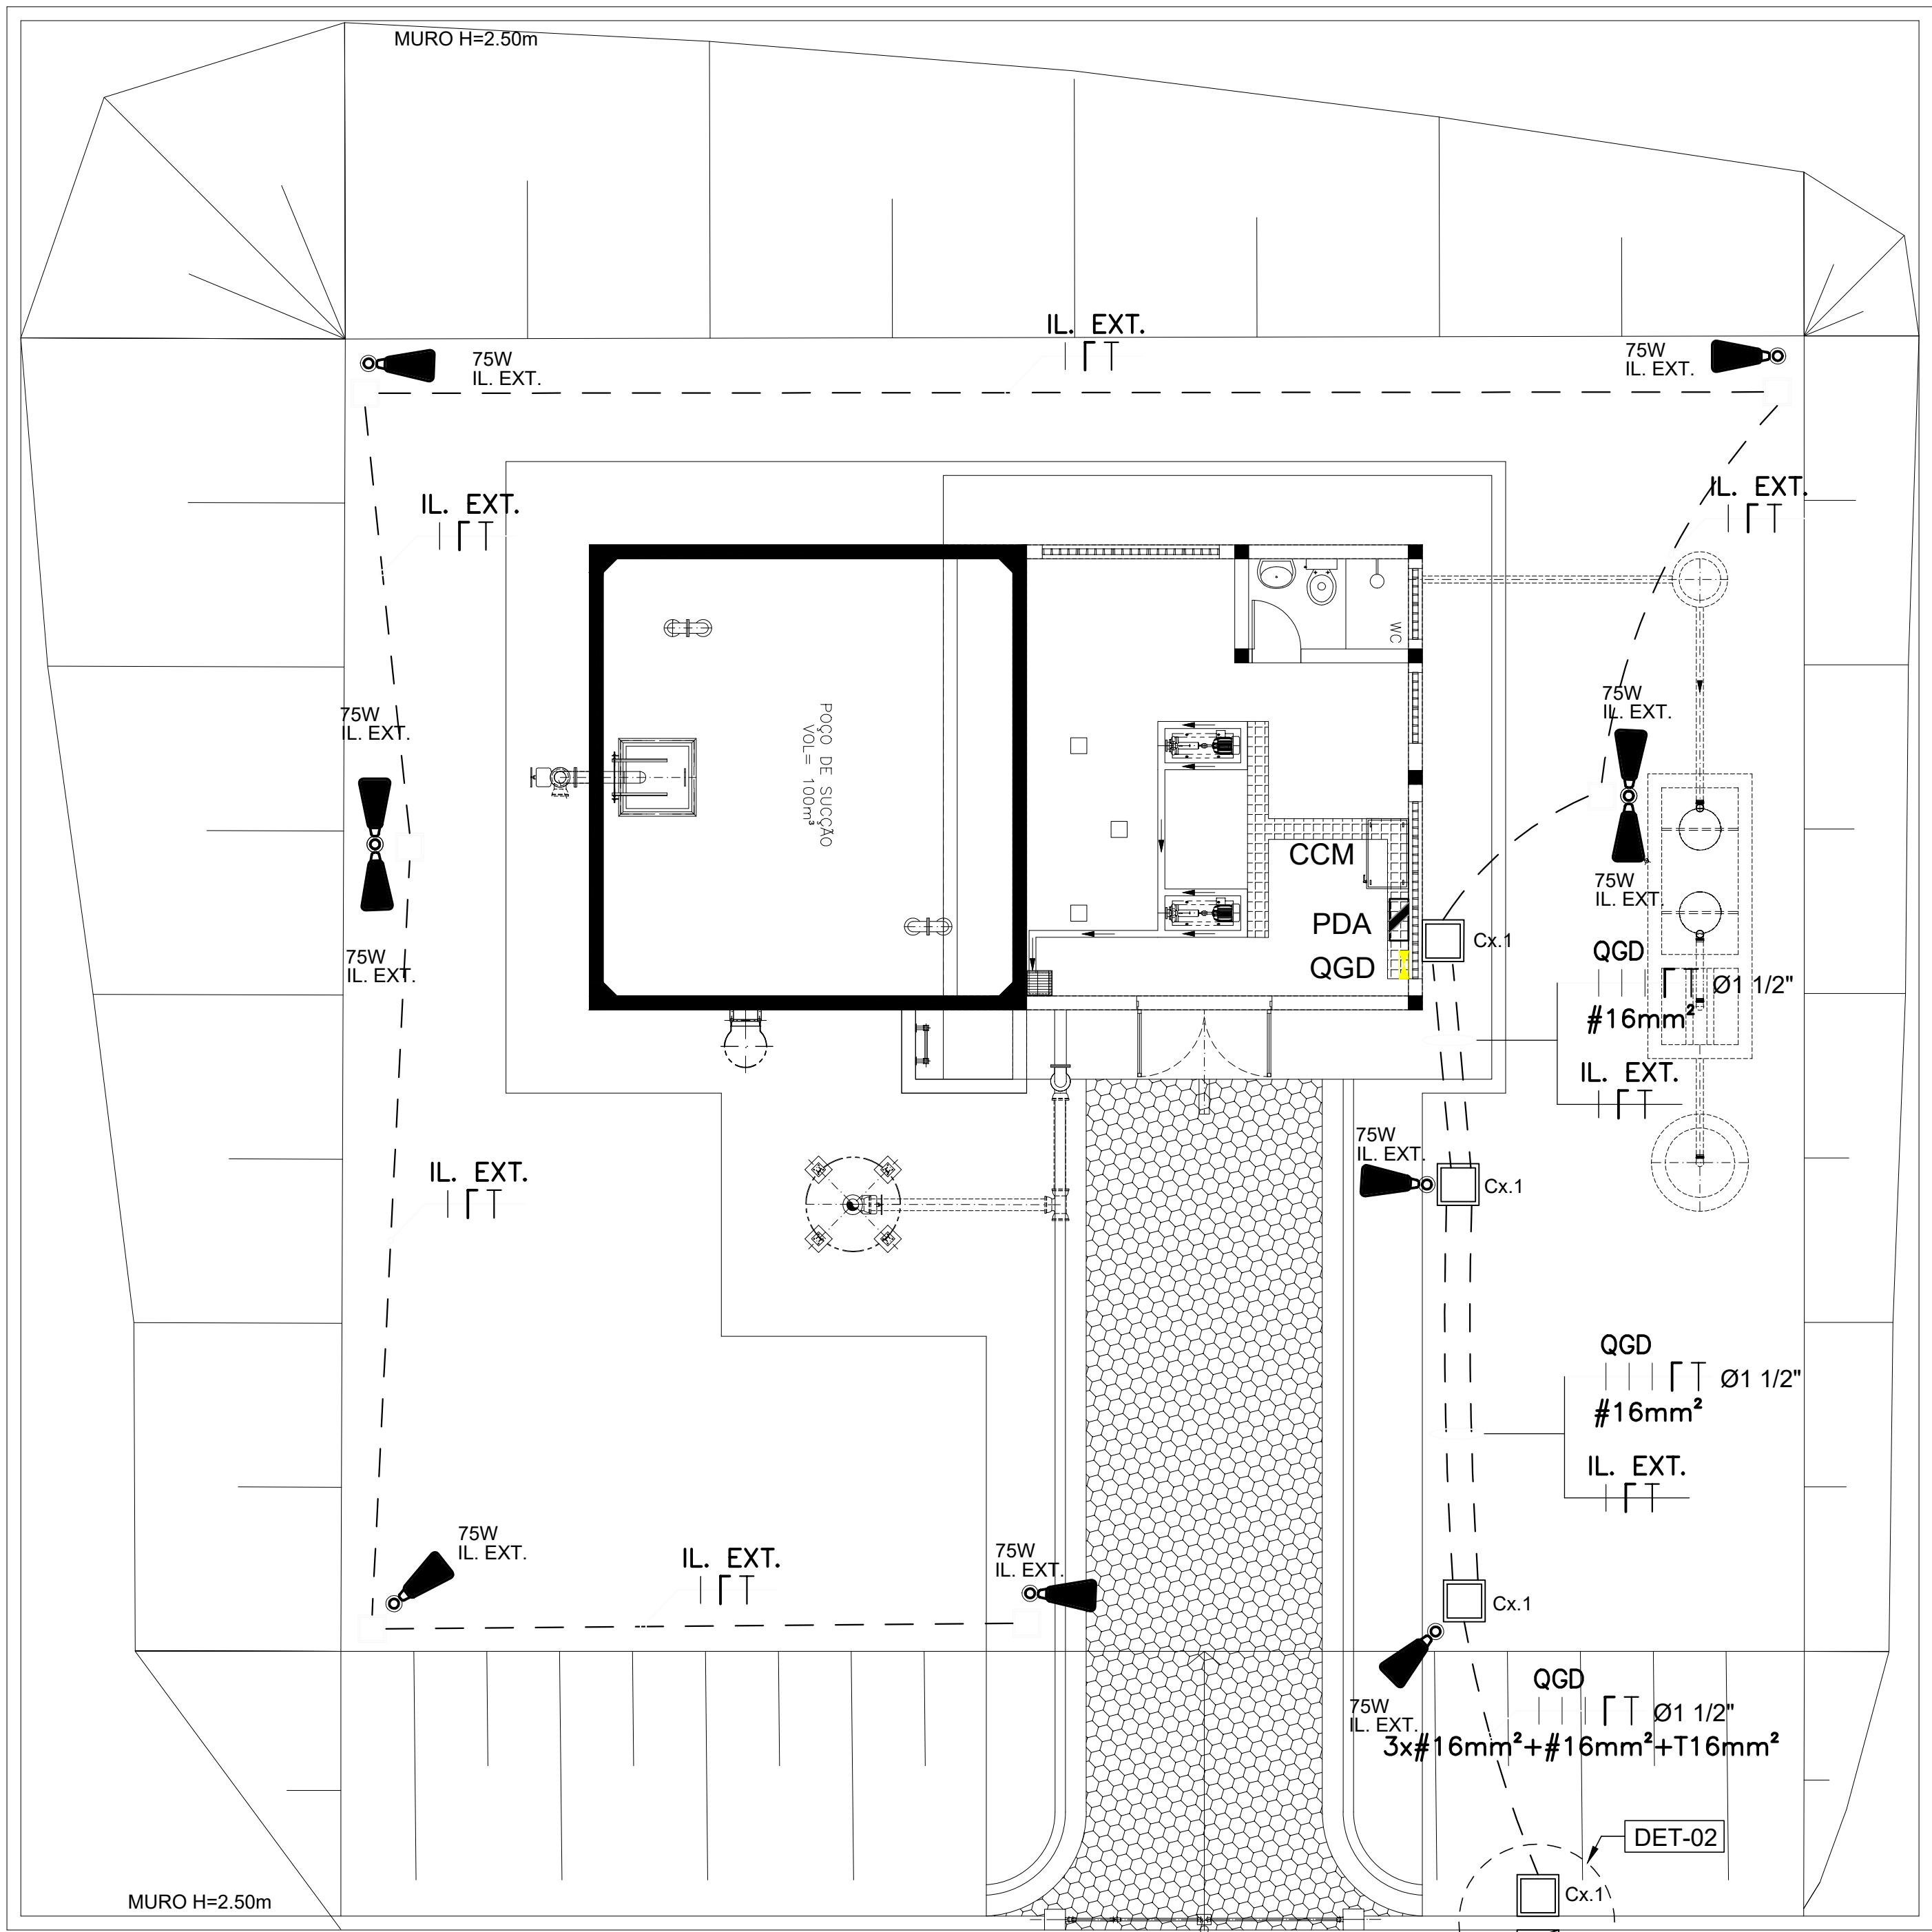 MURO H=2.50m
IL. EXT.
75W
IL. EXT.
75W
IL. EXT.
IL. EXT.
IL. EXT.
WC
75W
IL. EXT.
75W
IL. EXT.
POÇO DE SUCÇÃO
VOL= 100m³
CCM
75W
IL. EXT.
PDA
Cx.1
QGD
75W
IL. EXT.
QGD
Ø1 1/2"
#16mm²
IL. EXT.
75W
IL. EXT.
Cx.1
IL. EXT.
QGD
Ø1 1/2"
#16mm²
IL. EXT.
75W
IL. EXT.
IL. EXT.
75W
IL. EXT.
Cx.1
75W
IL. EXT.
QGD
Ø1 1/2"
3x#16mm²+#16mm²+T16mm²
DET-02
Cx.1
MURO H=2.50m